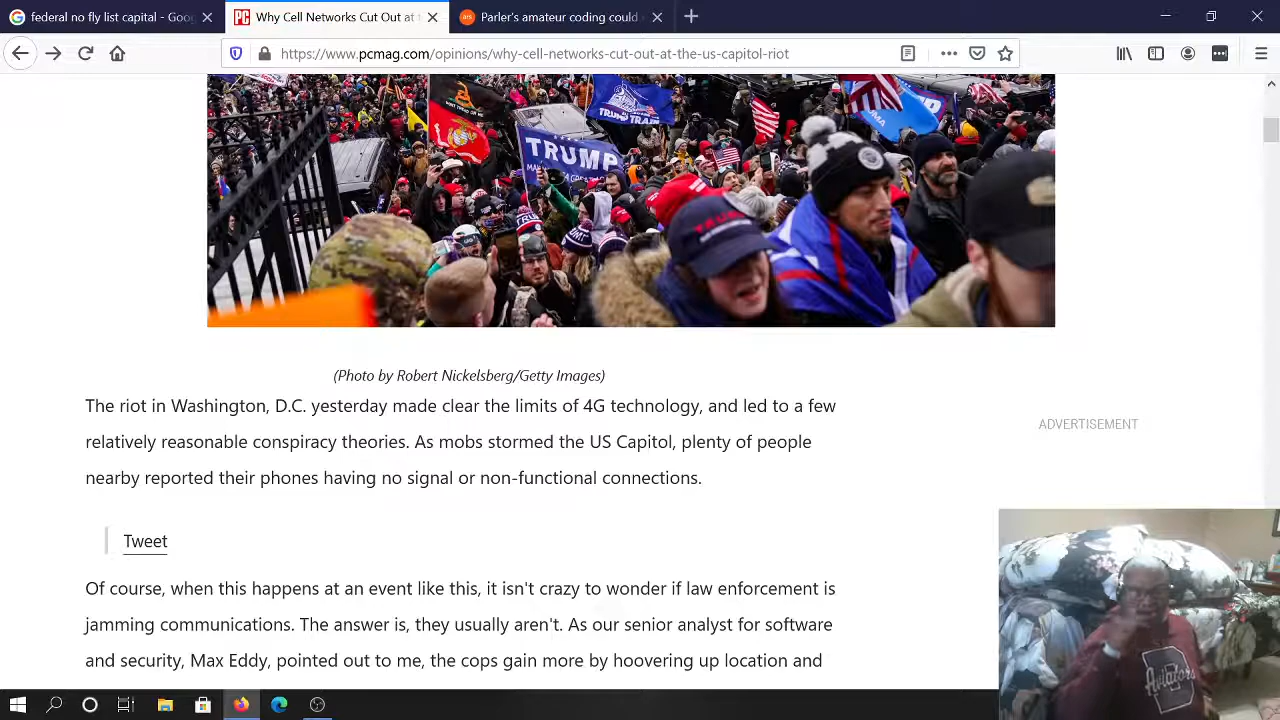 federal no fly list capital - Goo
PC
Why Cell Networks Cut Out at
ars
Parler's amateur coding could
https://www.pcmag.com/opinions/why-cell-networks-cut-out-at-the-us-capitol-riot
TRUMP
TRUMP
(Photo by Robert Nickelsberg/Getty Images)
The riot in Washington, D.C. yesterday made clear the limits of 4G technology, and led to a few
relatively reasonable conspiracy theories. As mobs stormed the US Capitol, plenty of people
nearby reported their phones having no signal or non-functional connections.
ADVERTISEMENT
Tweet
Of course, when this happens at an event like this, it isn't crazy to wonder if law enforcement is
jamming communications. The answer is, they usually aren't. As our senior analyst for software
and security, Max Eddy, pointed out to me, the cops gain more by hoovering up location and
Aviators